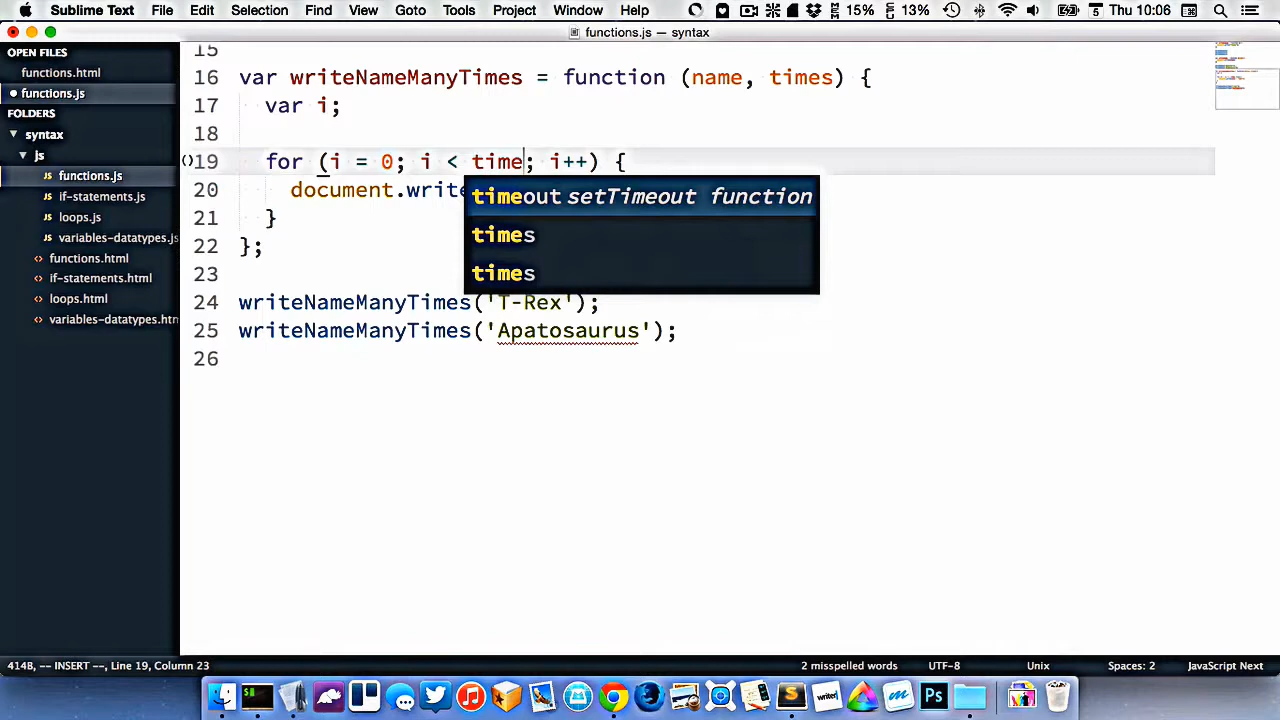 Sublime Text File Edit Selection Find View Goto Tools Project Window Help 15% 13% 5 Thu 10:06
functions.js — syntax
OPEN FILES
functions.html
functions.js
FOLDERS
syntax
js
functions.js
if-statements.js
loops.js
variables-datatypes.js
functions.html
if-statements.html
loops.html
variables-datatypes.htm
15
16 var writeNameManyTimes = function (name, times) {
17 var i;
18
19 for (i = 0; i < time; i++) {
20 document.write
21 }
22 };
23
24 writeNameManyTimes('T-Rex');
25 writeNameManyTimes('Apatosaurus');
26
timeout setTimeout function
times
times
414B, -- INSERT --, Line 19, Column 23 2 misspelled words UTF-8 Unix Spaces: 2 JavaScript Next
writer
Ps